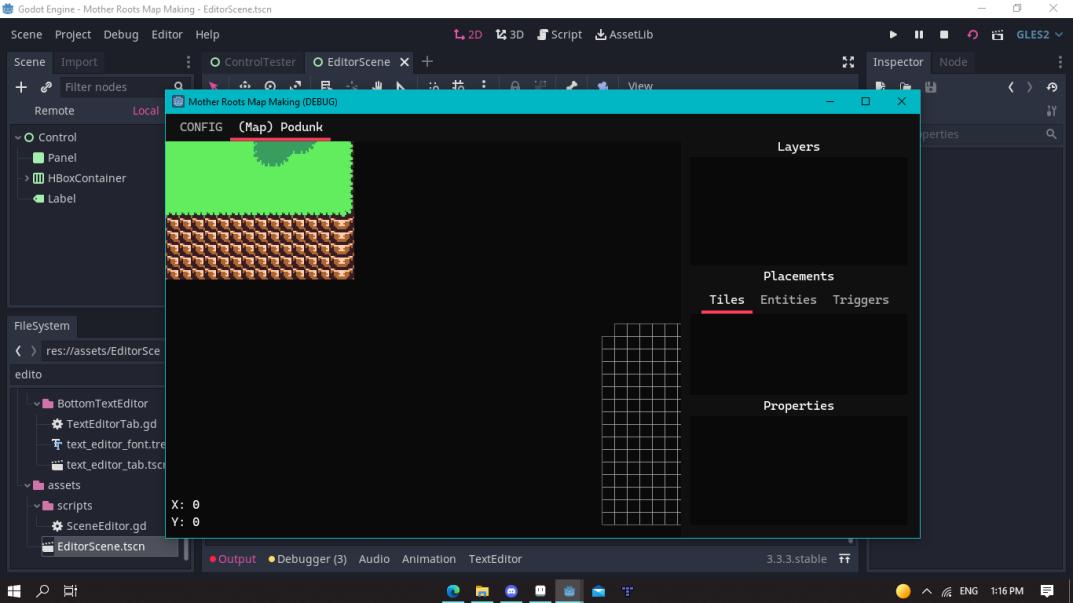 Godot Engine - Mother Roots Map Making - EditorScene.tscn
Scene Project Debug Editor Help
2D 3D Script AssetLib
GLES2
Scene Import
ControlTester EditorScene
Inspector Node
Filter nodes
View
Remote Local
Mother Roots Map Making (DEBUG)
CONFIG (Map) Podunk
Control
Panel
HBoxContainer
Label
Layers
operties
Placements
Tiles Entities Triggers
Properties
FileSystem
res://assets/EditorSce
edito
BottomTextEditor
TextEditorTab.gd
text_editor_font.tre
text_editor_tab.tscn
assets
scripts
SceneEditor.gd
EditorScene.tscn
X: 0
Y: 0
Output Debugger (3) Audio Animation TextEditor
3.3.3.stable
ENG 1:16 PM